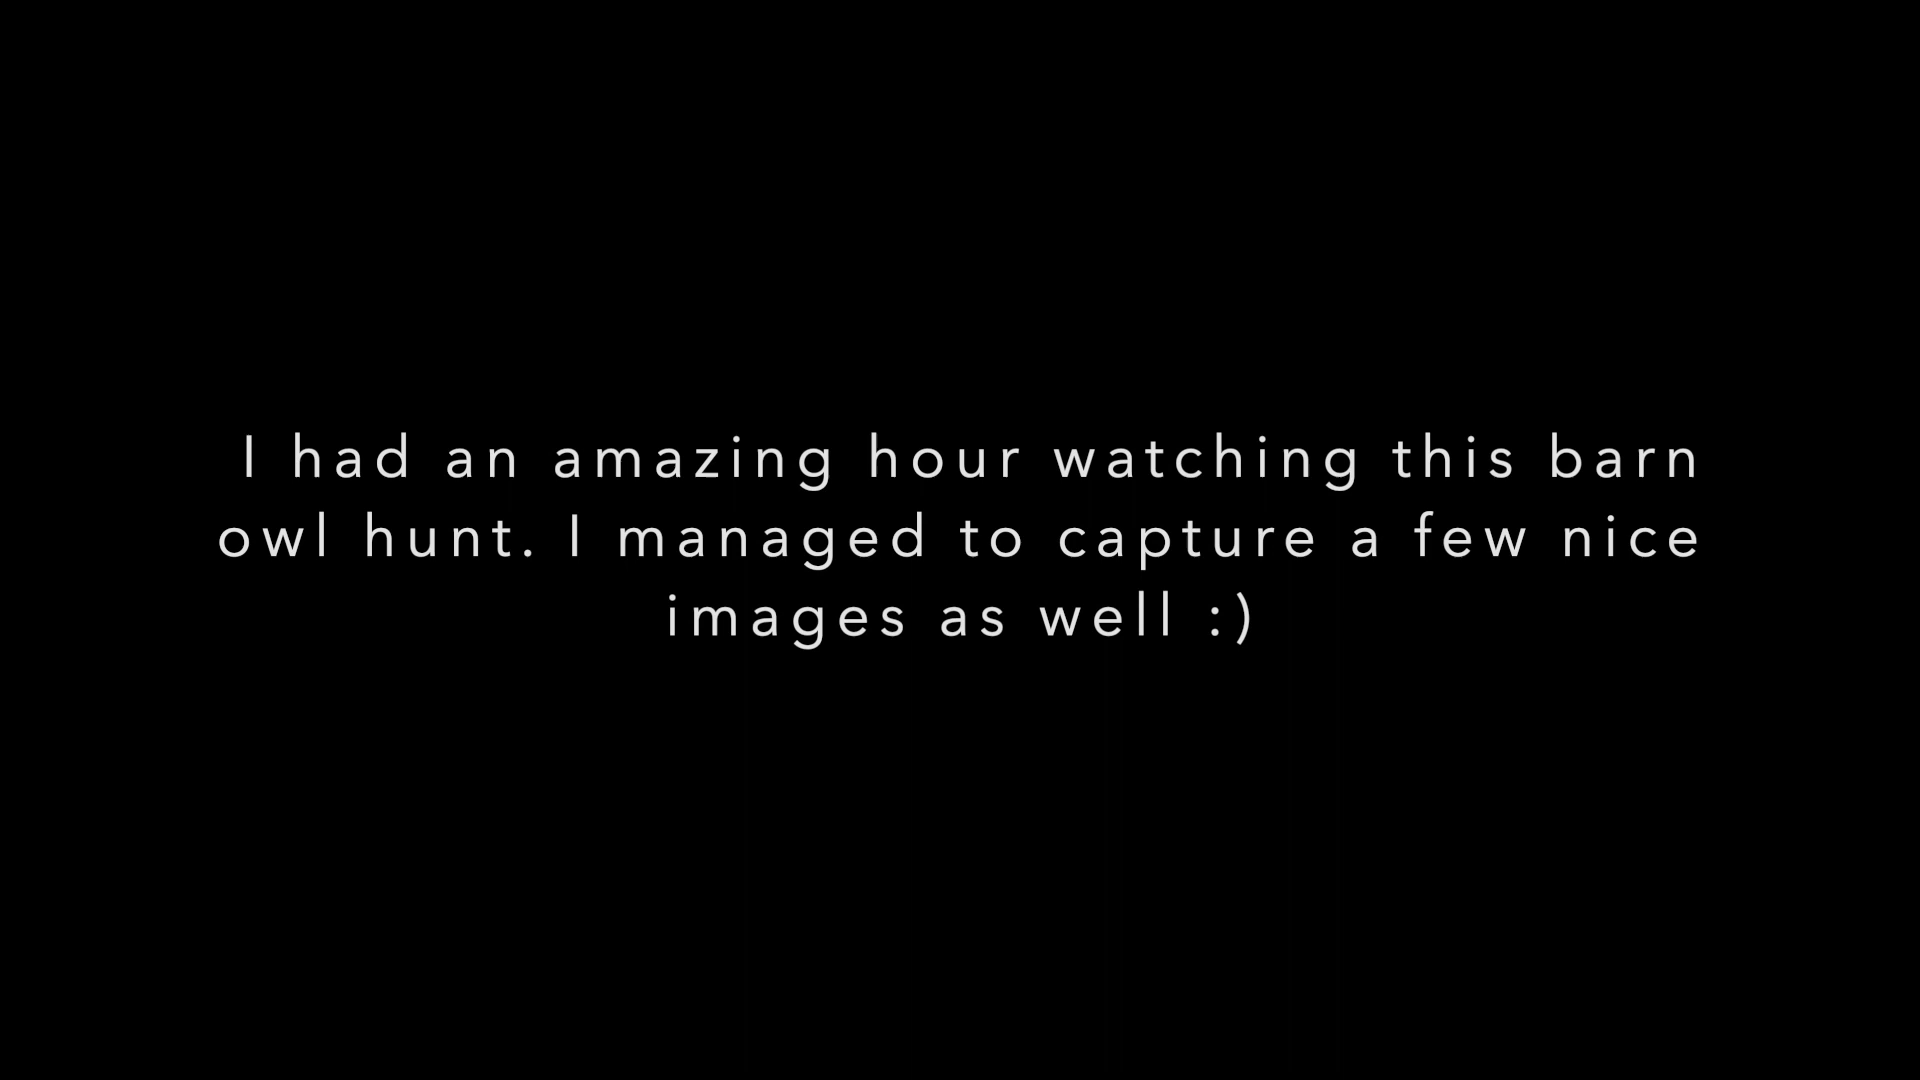 I had an amazing hour watching this barn
owl hunt. I managed to capture a few nice
images as well :)